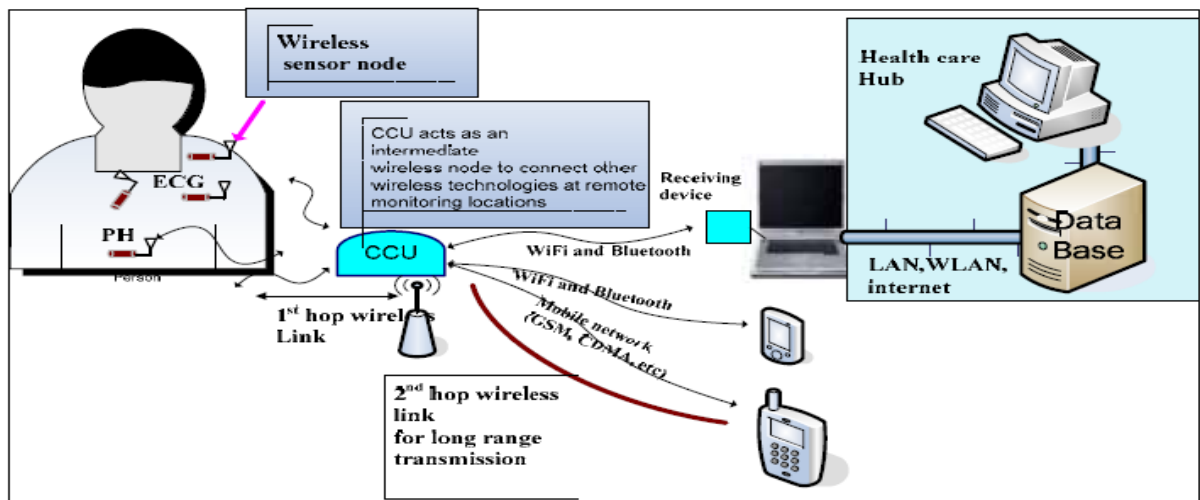 Wireless
sensor node
CCU acts as an
intermediate
wireless node to connect other
wireless technologies at remote
monitoring locations
ECG
PH
Person
CCU
1st hop wireless
Link
2nd hop wireless
link
for long range
transmission
WiFi and Bluetooth
WiFi and Bluetooth
Mobile network
(GSM, CDMA, etc)
Receiving
device
Health care
Hub
Data
Base
LAN,WLAN,
internet